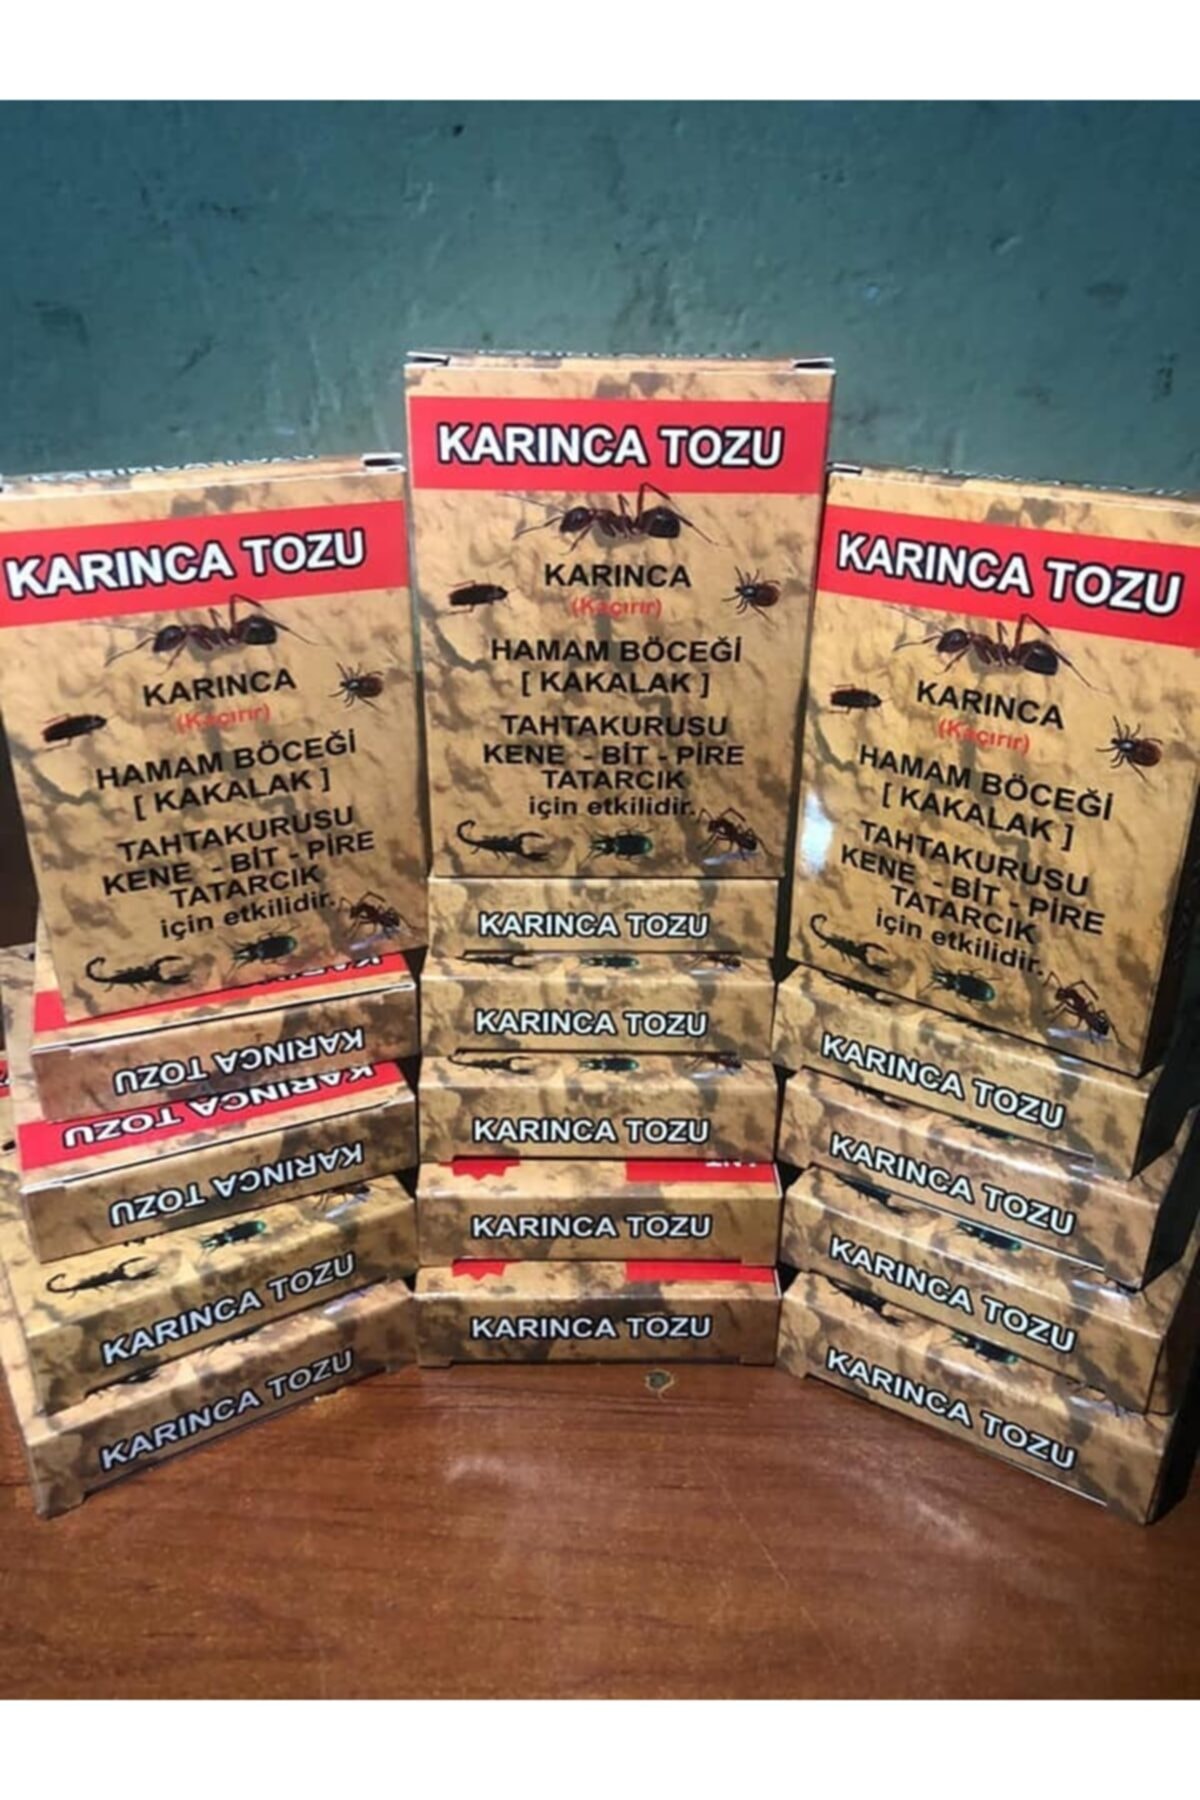 KARINCA TOZU
KARINCA
(Kaçırır)
HAMAM BÖCEĞİ
[ KAKALAK ]
TAHTAKURUSU
KENE - BİT - PİRE
TATARCIK
için etkilidir.
KARINCA TOZU
KARINCA
(Kaçırır)
HAMAM BÖCEĞİ
[ KAKALAK ]
TAHTAKURUSU
KENE - BİT - PİRE
TATARCIK
için etkilidir.
KARINCA TOZU
KARINCA
(Kaçırır)
HAMAM BÖCEĞİ
[ KAKALAK ]
TAHTAKURUSU
KENE - BİT - PİRE
TATARCIK
için etkilidir.
KARINCA TOZU
KARINCA TOZU
KARINCA TOZU
KARINCA TOZU
KARINCA TOZU
KARINCA TOZU
KARINCA TOZU
KARINCA TOZU
KARINCA TOZU
KARINCA TOZU
KARINCA TOZU
KARINCA TOZU
KARINCA TOZU
KARINCA TOZU